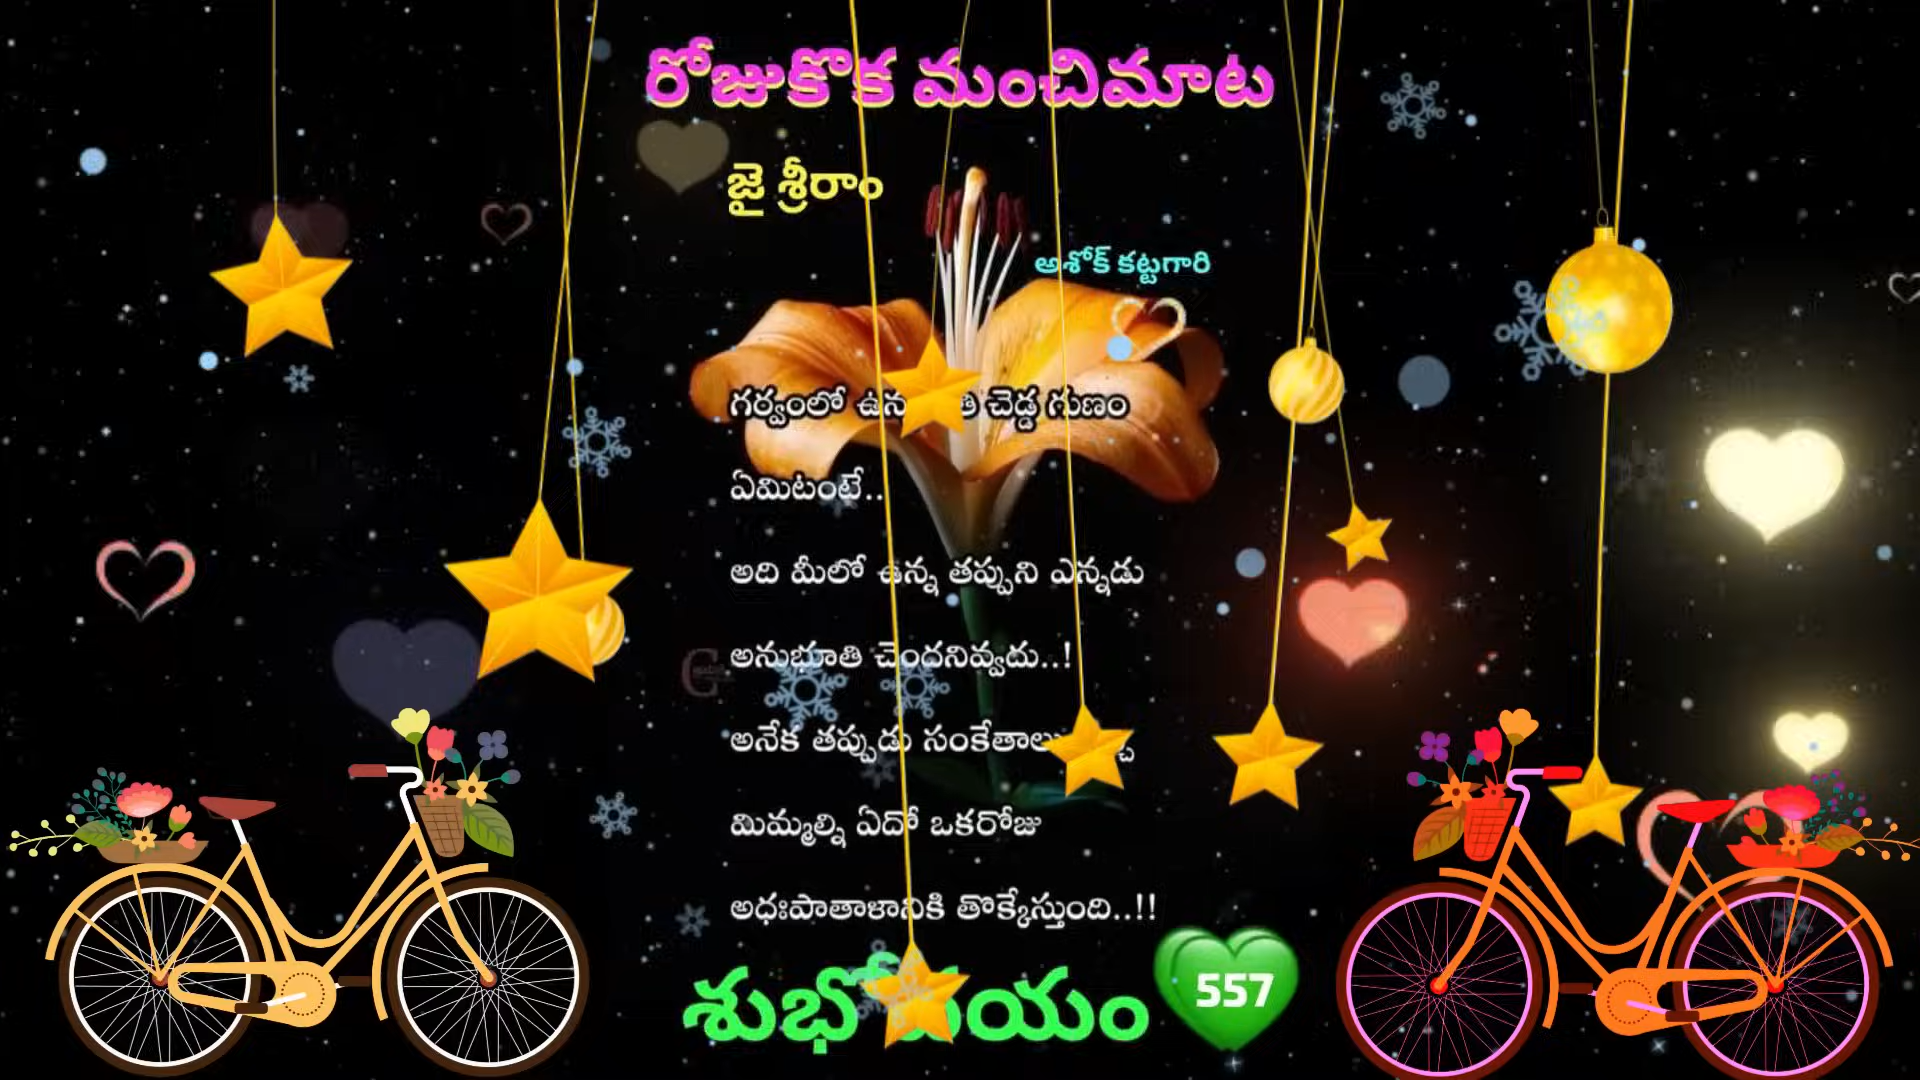 రోజుకొక మంచిమాట
జై శ్రీరాం
అశోక్ కట్టగారి
గర్వంలో చెడ్డ గుణం
ఏమిటంటే..
అది మీలో ఉన్న తప్పుని ఎన్నడు
అనుభూతి చెందనివ్వదు..!
అనేక తప్పుడు
మిమ్మల్ని ఏదో ఒకరోజు
అధఃపాతాళానికి తొక్కేస్తుంది..!!
557